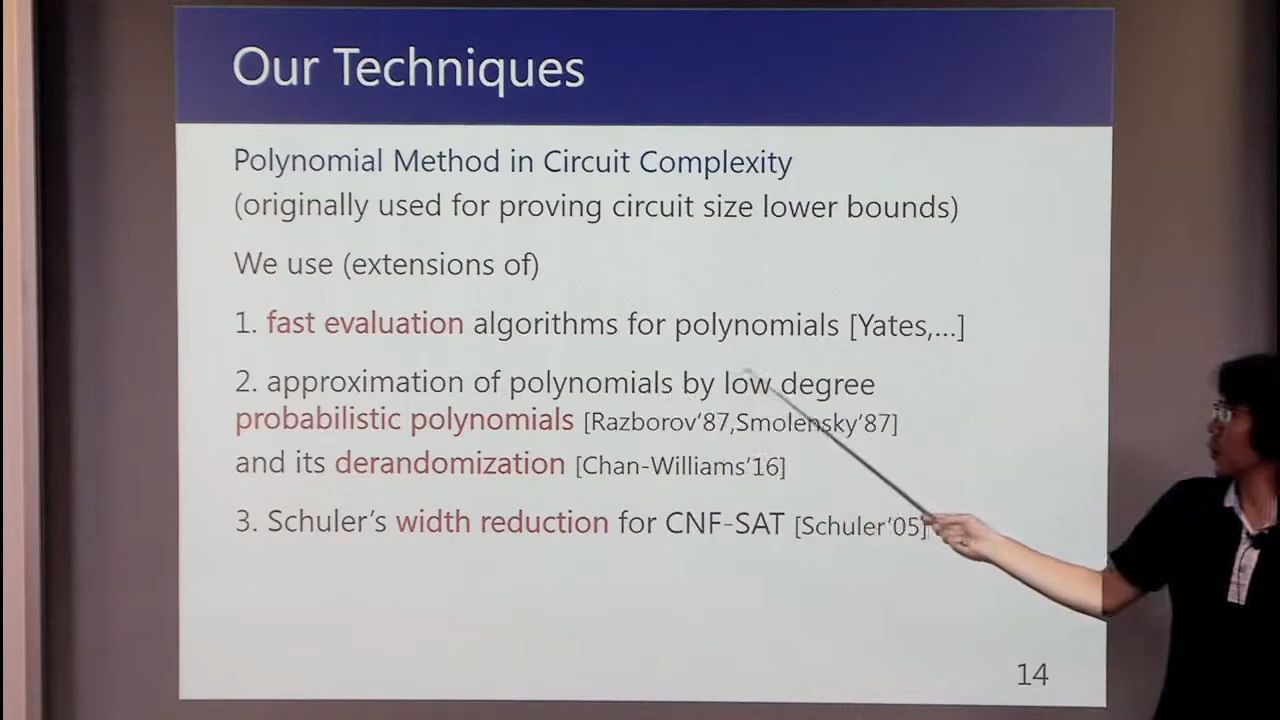 Our Techniques
Polynomial Method in Circuit Complexity
(originally used for proving circuit size lower bounds)
We use (extensions of)
1. fast evaluation algorithms for polynomials [Yates,...]
2. approximation of polynomials by low degree
probabilistic polynomials [Razborov’87,Smolensky’87]
and its derandomization [Chan-Williams’16]
3. Schuler’s width reduction for CNF-SAT [Schuler’05]
14